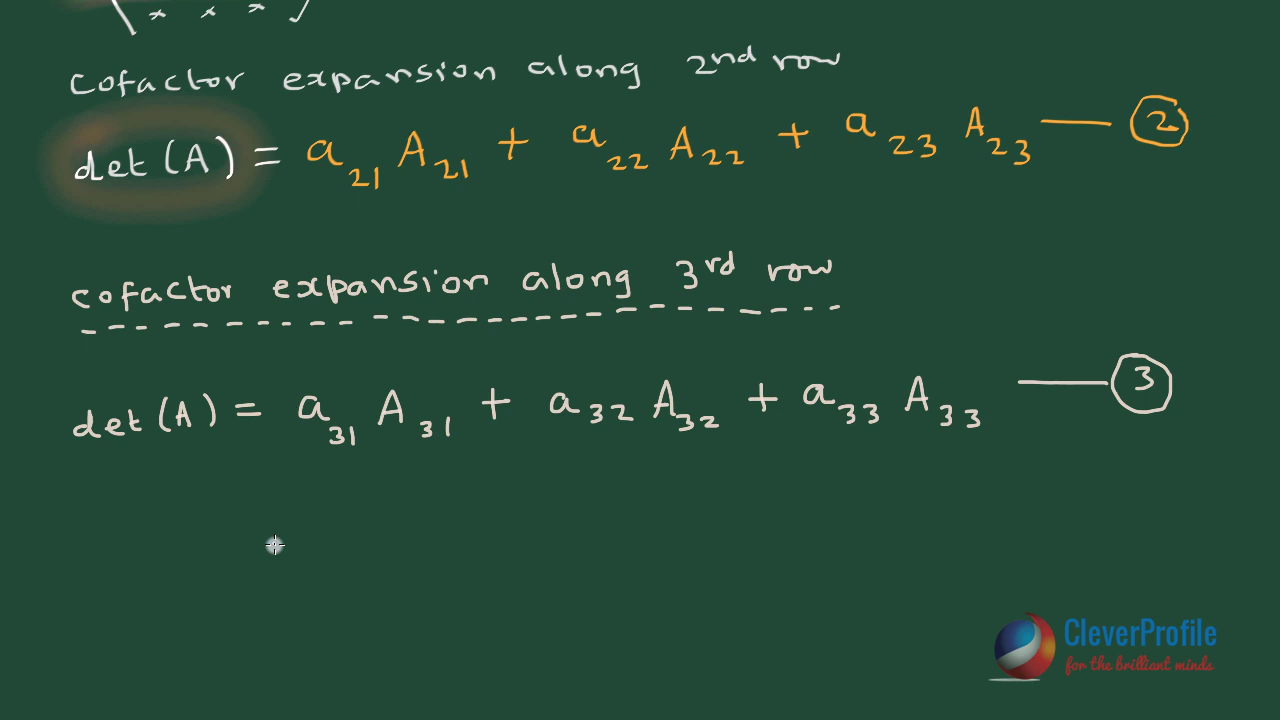 × × ×
Cofactor expansion along 2nd row
det(A) = a₂₁ A₂₁ + a₂₂ A₂₂ + a₂₃ A₂₃ — ②
cofactor expansion along 3rd row
det(A) = a₃₁ A₃₁ + a₃₂ A₃₂ + a₃₃ A₃₃ — ③
CleverProfile
for the brilliant minds